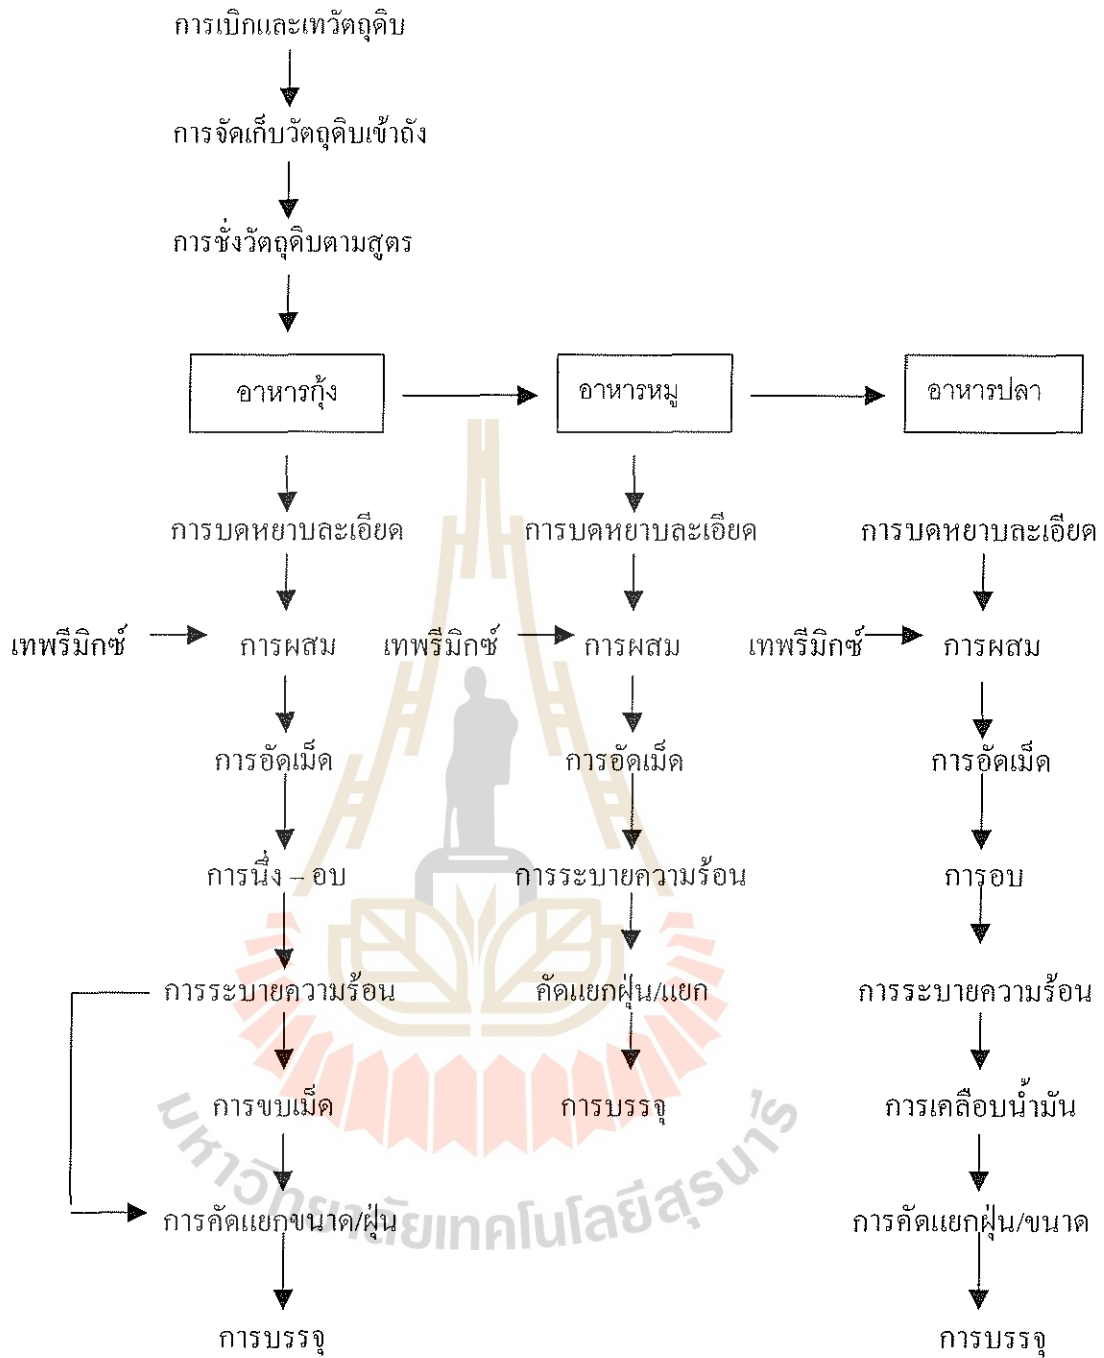 การเบิกและเทวัตถุดิบ
การจัดเก็บวัตถุดิบเข้าถัง
การชั่งวัตถุดิบตามสูตร
อาหารกุ้ง อาหารหมู อาหารปลา
การบดหยาบละเอียด การบดหยาบละเอียด การบดหยาบละเอียด
เทพรีมิกซ์ การผสม เทพรีมิกซ์ การผสม เทพรีมิกซ์ การผสม
การอัดเม็ด การอัดเม็ด การอัดเม็ด
การนึ่ง – อบ การระบายความร้อน การอบ
การระบายความร้อน คัดแยกฝุ่น/แยก การระบายความร้อน
การขบเม็ด การบรรจุ การเคลือบน้ำมัน
การคัดแยกขนาด/ฝุ่น การคัดแยกฝุ่น/ขนาด
การบรรจุ การบรรจุ
มหาวิทยาลัยเทคโนโลยีสุรนารี